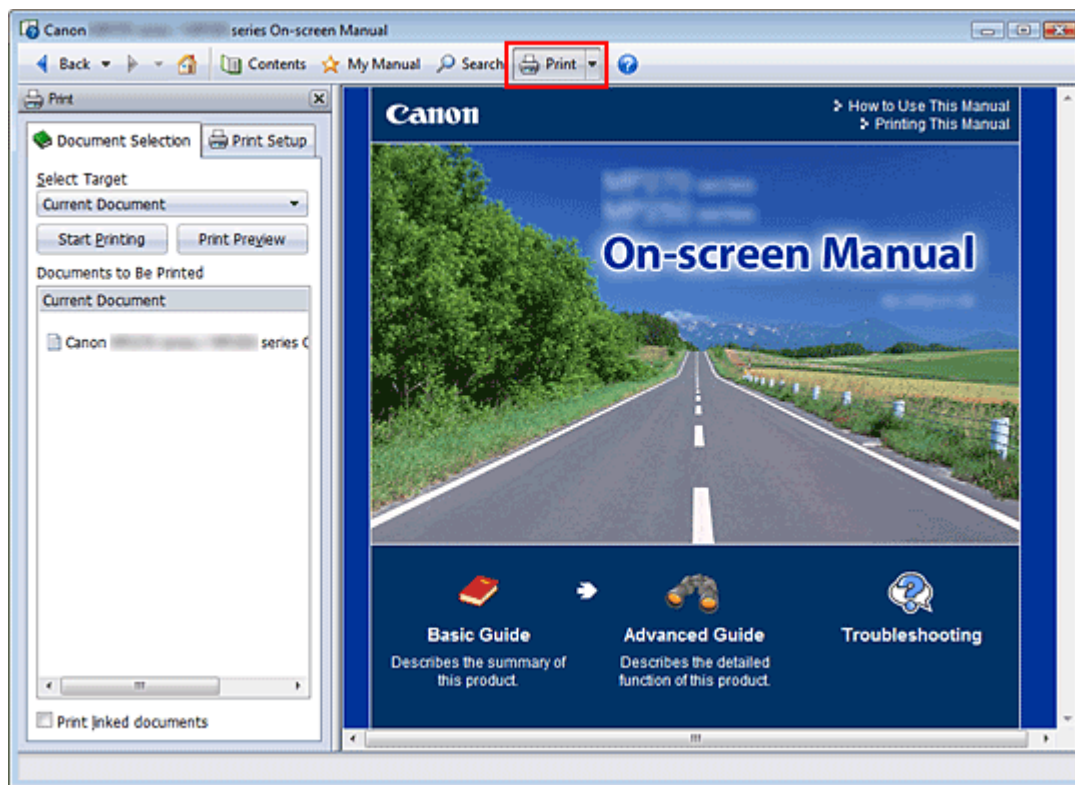 Canon series On-screen Manual
Back Contents My Manual Search Print
Print
Document Selection Print Setup
Select Target
Current Document
Start Printing Print Preview
Documents to Be Printed
Current Document
Canon series
Print linked documents
Canon
How to Use This Manual
Printing This Manual
series
series
On-screen Manual
Basic Guide
Describes the summary of
this product.
Advanced Guide
Describes the detailed
function of this product.
Troubleshooting